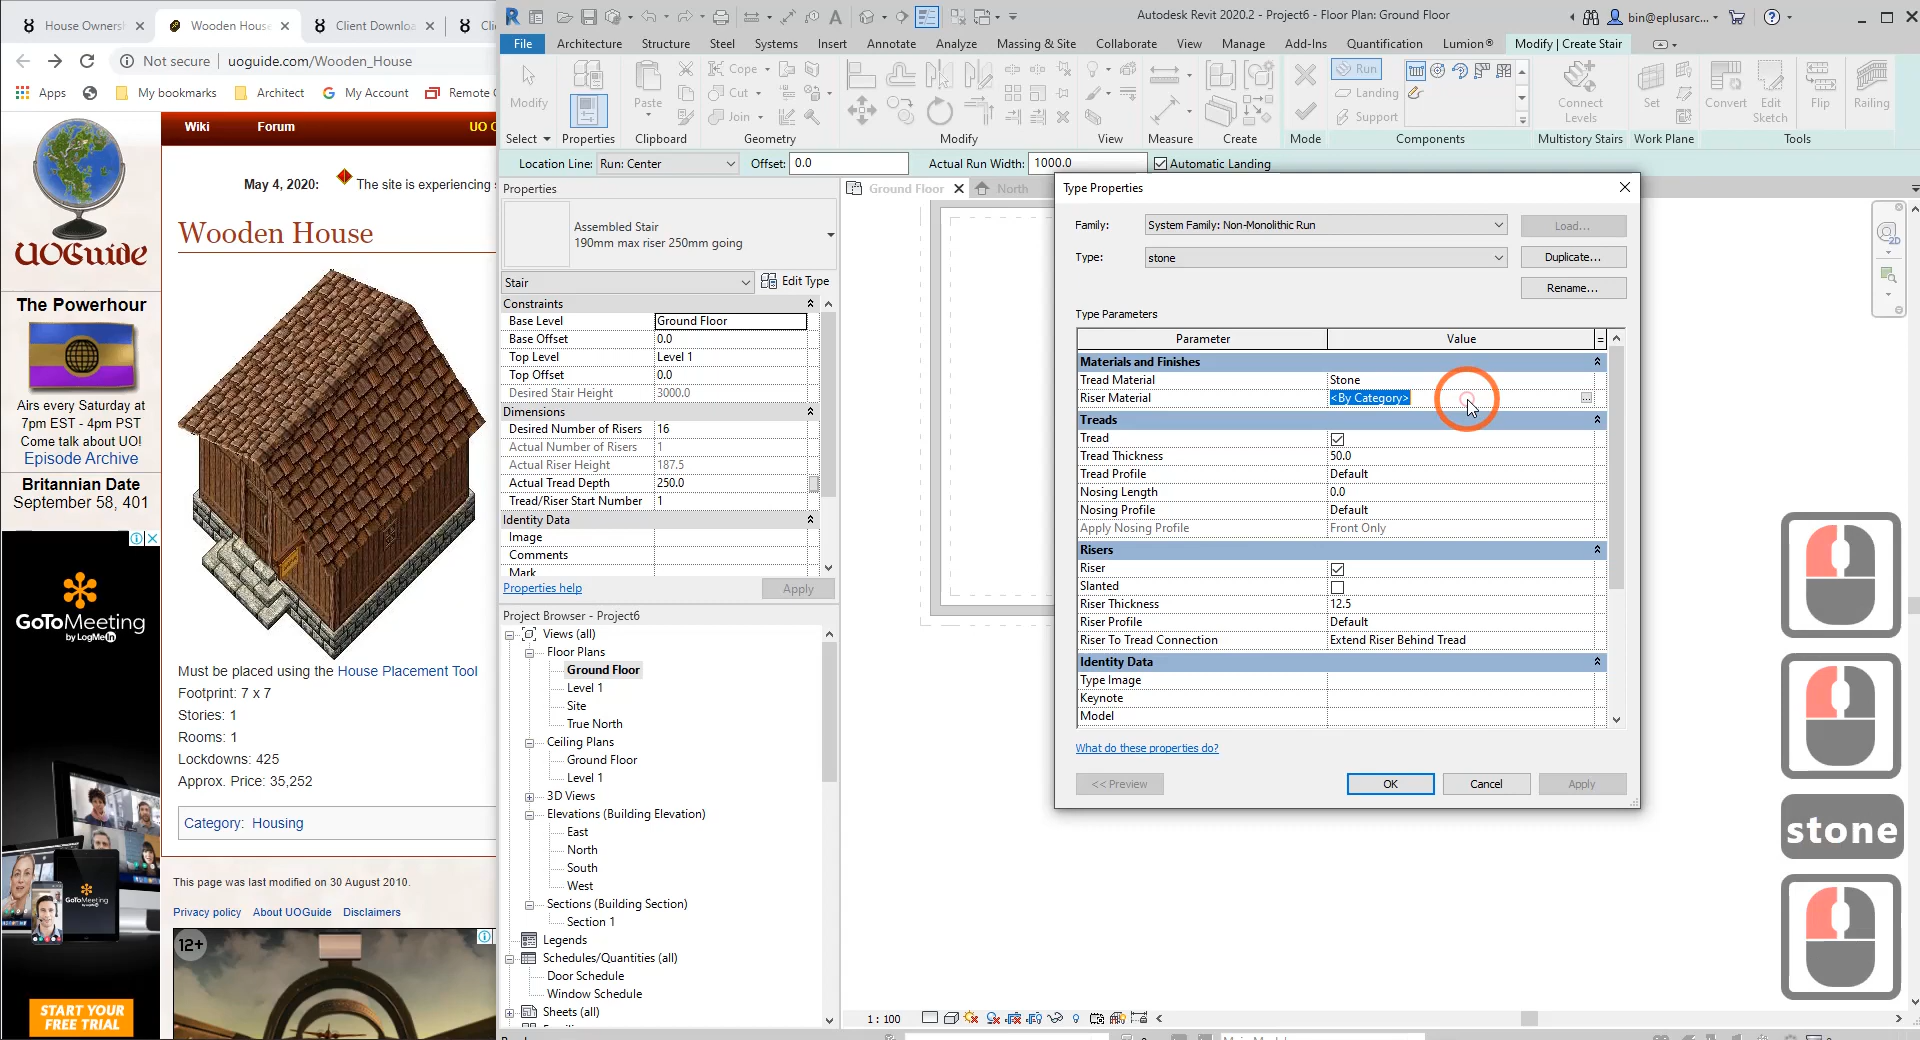 House Ownersh
Wooden House
Client Downloa
Cli
Not secure | uoguide.com/Wooden_House
Apps
My bookmarks
Architect
My Account
Remote
Wiki
Forum
UO
May 4, 2020:
The site is experiencing
UOGuide
Wooden House
The Powerhour
Airs every Saturday at
7pm EST - 4pm PST
Come talk about UO!
Episode Archive
Britannian Date
September 58, 401
GoToMeeting
by LogMeIn
Must be placed using the House Placement Tool
Footprint: 7 x 7
Stories: 1
Rooms: 1
Lockdowns: 425
Approx. Price: 35,252
Category: Housing
This page was last modified on 30 August 2010.
Privacy policy
About UOGuide
Disclaimers
GoToMeeting
12+
START YOUR
FREE TRIAL
Autodesk Revit 2020.2 - Project6 - Floor Plan: Ground Floor
bin@eplusarc...
File
Architecture
Structure
Steel
Systems
Insert
Annotate
Analyze
Massing & Site
Collaborate
View
Manage
Add-Ins
Quantification
Lumion®
Modify | Create Stair
Modify
Paste
Cope
Cut
Join
Run
Landing
Support
Connect
Levels
Set
Convert
Edit
Sketch
Flip
Railing
Select
Properties
Clipboard
Geometry
Modify
View
Measure
Create
Mode
Components
Multistory Stairs
Work Plane
Tools
Location Line: Run: Center
Offset: 0.0
Actual Run Width: 1000.0
Automatic Landing
Properties
Assembled Stair
190mm max riser 250mm going
Stair
Edit Type
Constraints
Base Level Ground Floor
Base Offset 0.0
Top Level Level 1
Top Offset 0.0
Desired Stair Height 3000.0
Dimensions
Desired Number of Risers 16
Actual Number of Risers 1
Actual Riser Height 187.5
Actual Tread Depth 250.0
Tread/Riser Start Number 1
Identity Data
Image
Comments
Mark
Properties help
Apply
Project Browser - Project6
Views (all)
Floor Plans
Ground Floor
Level 1
Site
True North
Ceiling Plans
Ground Floor
Level 1
3D Views
Elevations (Building Elevation)
East
North
South
West
Sections (Building Section)
Section 1
Legends
Schedules/Quantities (all)
Door Schedule
Window Schedule
Sheets (all)
Ground Floor
North
2D
Type Properties
Family: System Family: Non-Monolithic Run
Load...
Type: stone
Duplicate...
Rename...
Type Parameters
Parameter Value =
Materials and Finishes
Tread Material Stone
Riser Material <By Category>
Treads
Tread
Tread Thickness 50.0
Tread Profile Default
Nosing Length 0.0
Nosing Profile Default
Apply Nosing Profile Front Only
Risers
Riser
Slanted
Riser Thickness 12.5
Riser Profile Default
Riser To Tread Connection Extend Riser Behind Tread
Identity Data
Type Image
Keynote
Model
What do these properties do?
<< Preview
OK
Cancel
Apply
stone
1 : 100